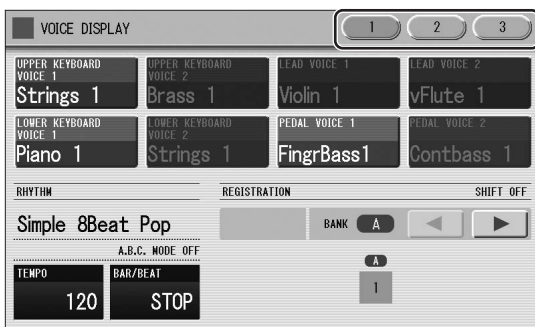 VOICE DISPLAY
1 2 3
UPPER KEYBOARD VOICE 1
Strings 1
UPPER KEYBOARD VOICE 2
Brass 1
LEAD VOICE 1
Violin 1
LEAD VOICE 2
vFlute 1
LOWER KEYBOARD VOICE 1
Piano 1
LOWER KEYBOARD VOICE 2
Strings 1
PEDAL VOICE 1
FingrBass1
PEDAL VOICE 2
Contbass 1
RHYTHM
Simple 8Beat Pop
A.B.C. MODE OFF
TEMPO
120
BAR/BEAT
STOP
REGISTRATION
SHIFT OFF
BANK A
A
1